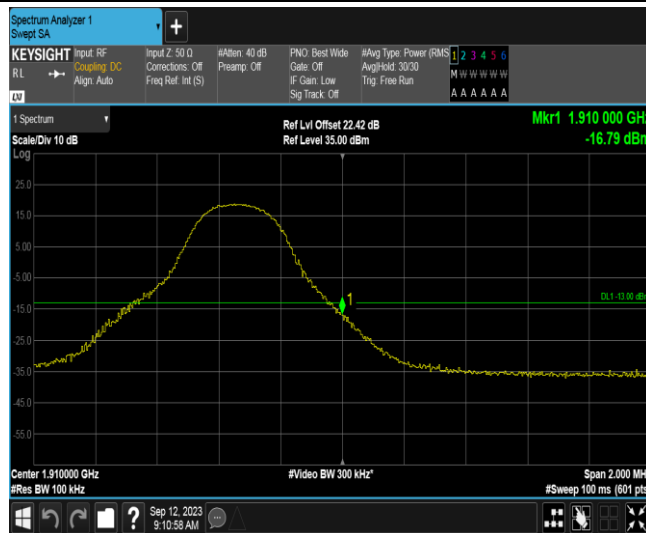 Spectrum Analyzer 1
Swept SA
+
KEYSIGHT
RL
Input: RF
Coupling: DC
Align: Auto
Input Z: 50 Ω
Corrections: Off
Freq Ref: Int (S)
#Atten: 40 dB
Preamp: Off
PNO: Best Wide
Gate: Off
IF Gain: Low
Sig Track: Off
#Avg Type: Power (RMS
Avg|Hold: 30/30
Trig: Free Run
1 2 3 4 5 6
M W W W W W
A A A A A A
LXI
1 Spectrum
Scale/Div 10 dB
Ref Lvl Offset 22.42 dB
Ref Level 35.00 dBm
Mkr1 1.910 000 GHz
-16.79 dBm
Log
25.0
15.0
5.00
-5.00
-15.0
-25.0
-35.0
-45.0
-55.0
1
DL1 -13.00 dBm
Center 1.910000 GHz
#Video BW 300 kHz*
Span 2.000 MH
#Res BW 100 kHz
#Sweep 100 ms (601 pts
?
Sep 12, 2023
9:10:58 AM